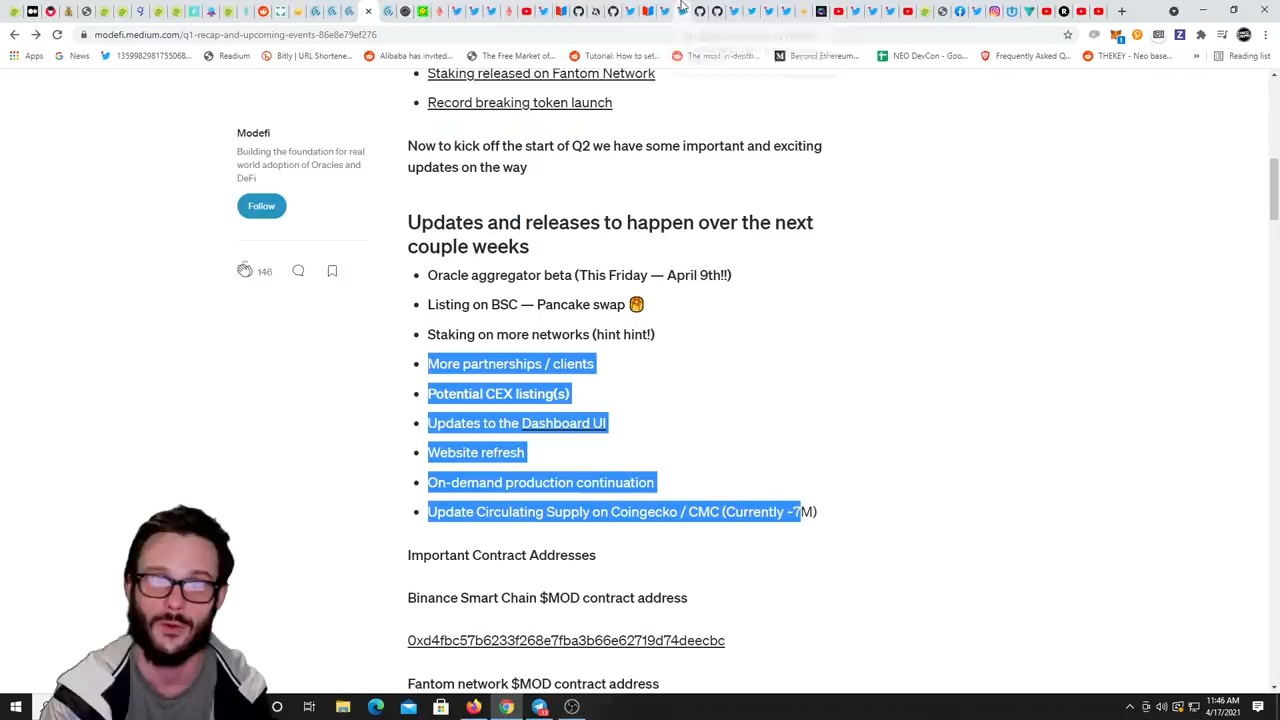 modefi.medium.com/q1-recap-and-upcoming-events-86e8e79ef276
Apps
News
13599829817550068...
Readium
Bitly | URL Shortene...
Alibaba has invited...
The Free Market of...
Tutorial: How to set...
The most in-depth...
Beyond Ethereum...
NEO DevCon - Goo...
Frequently Asked Q...
THEKEY - Neo base...
»
Reading list
Staking released on Fantom Network
Record breaking token launch
Modefi
Building the foundation for real
world adoption of Oracles and
DeFi
Follow
146
Now to kick off the start of Q2 we have some important and exciting
updates on the way
Updates and releases to happen over the next
couple weeks
Oracle aggregator beta (This Friday — April 9th!!)
Listing on BSC — Pancake swap 🥞
Staking on more networks (hint hint!)
More partnerships / clients
Potential CEX listing(s)
Updates to the Dashboard UI
Website refresh
On-demand production continuation
Update Circulating Supply on Coingecko / CMC (Currently ~7M)
Important Contract Addresses
Binance Smart Chain $MOD contract address
0xd4fbc57b6233f268e7fba3b66e62719d74deecbc
Fantom network $MOD contract address
11:46 AM
4/17/2021